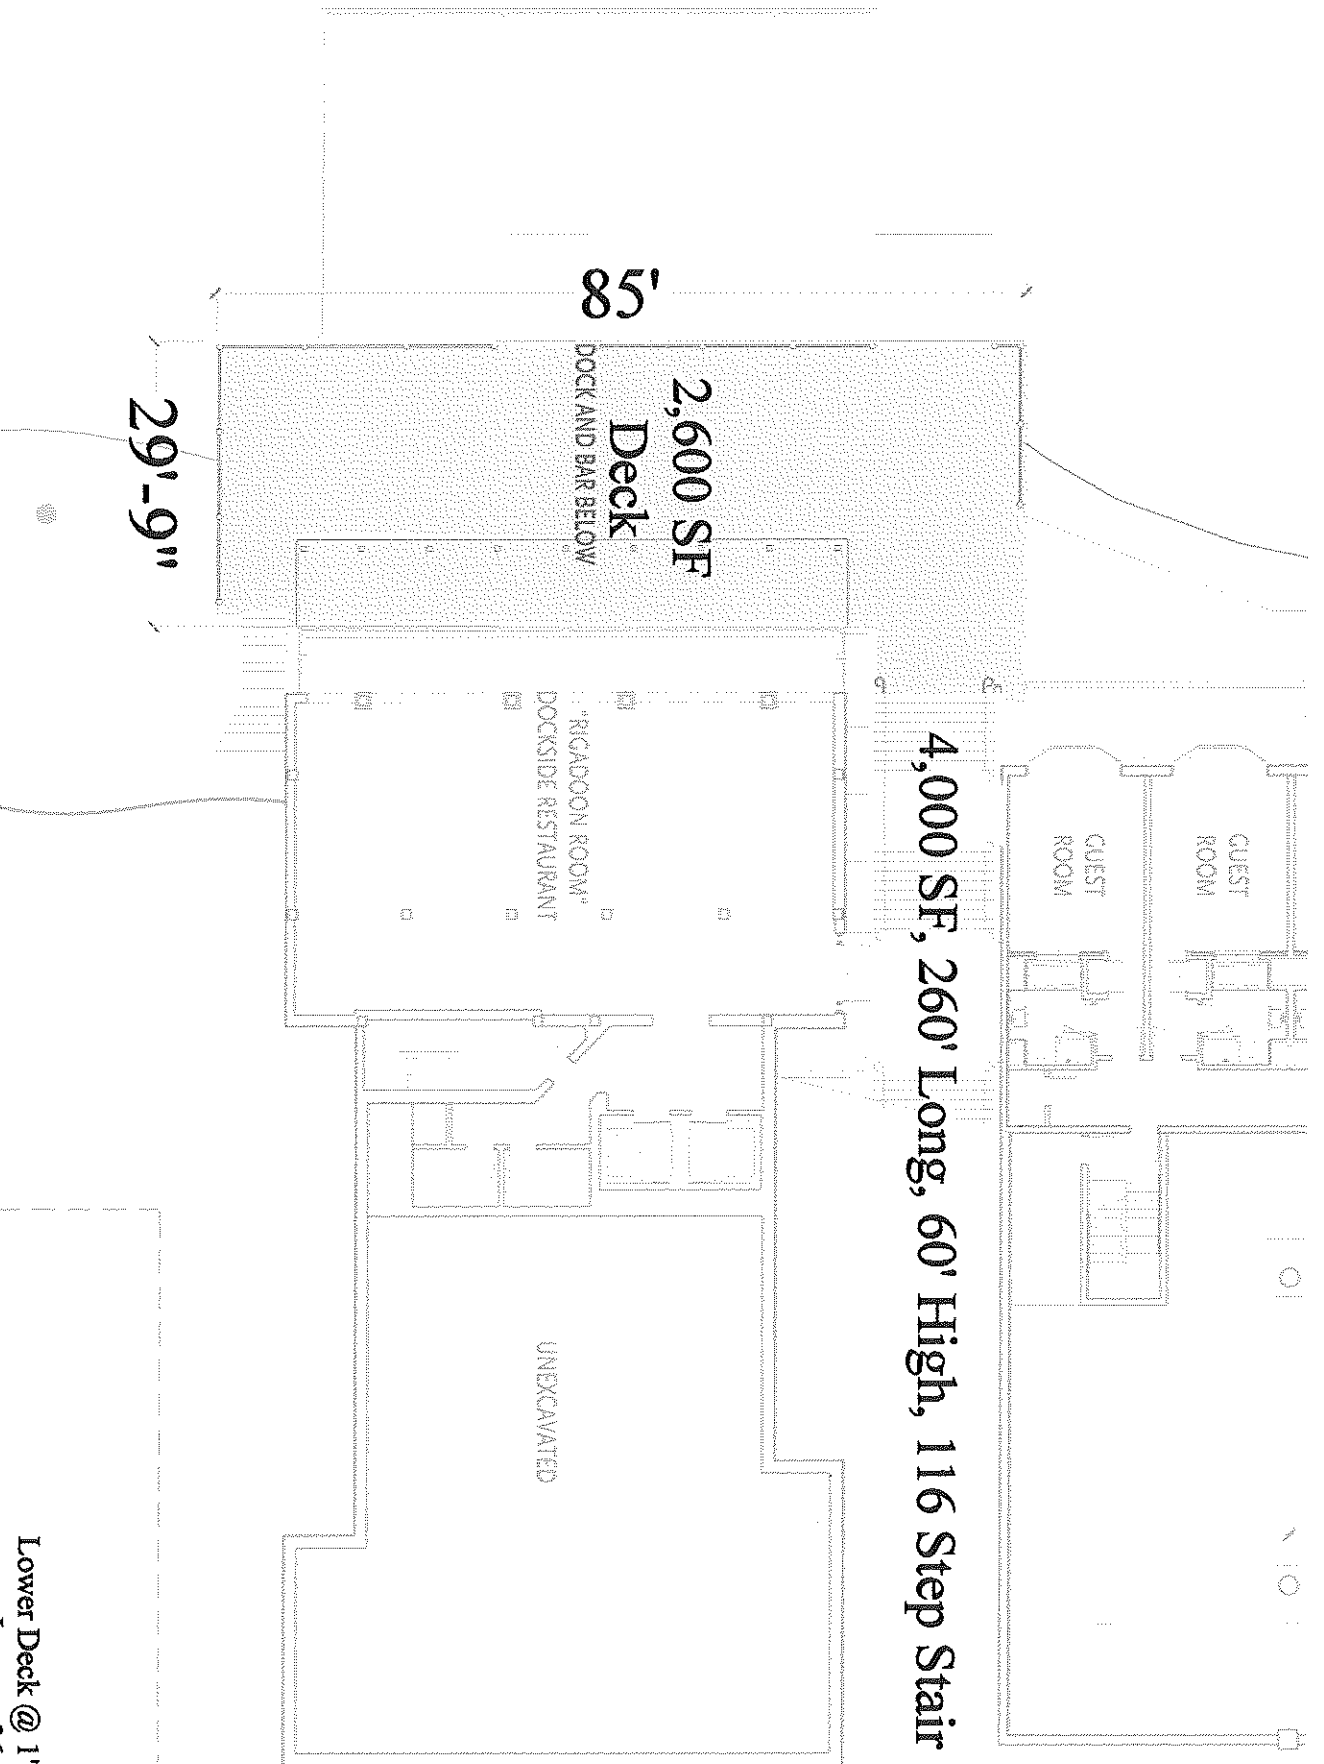 85'
2,600 SF
Deck
DOCK AND BAR BELOW
29'-9"
"RIGADOON ROOM"
DOCKSIDE RESTAURANT
4,000 SF, 260' Long, 60' High, 116 Step Stair
GUEST
ROOM
GUEST
ROOM
UNEXCAVATED
Lower Deck @ 1"